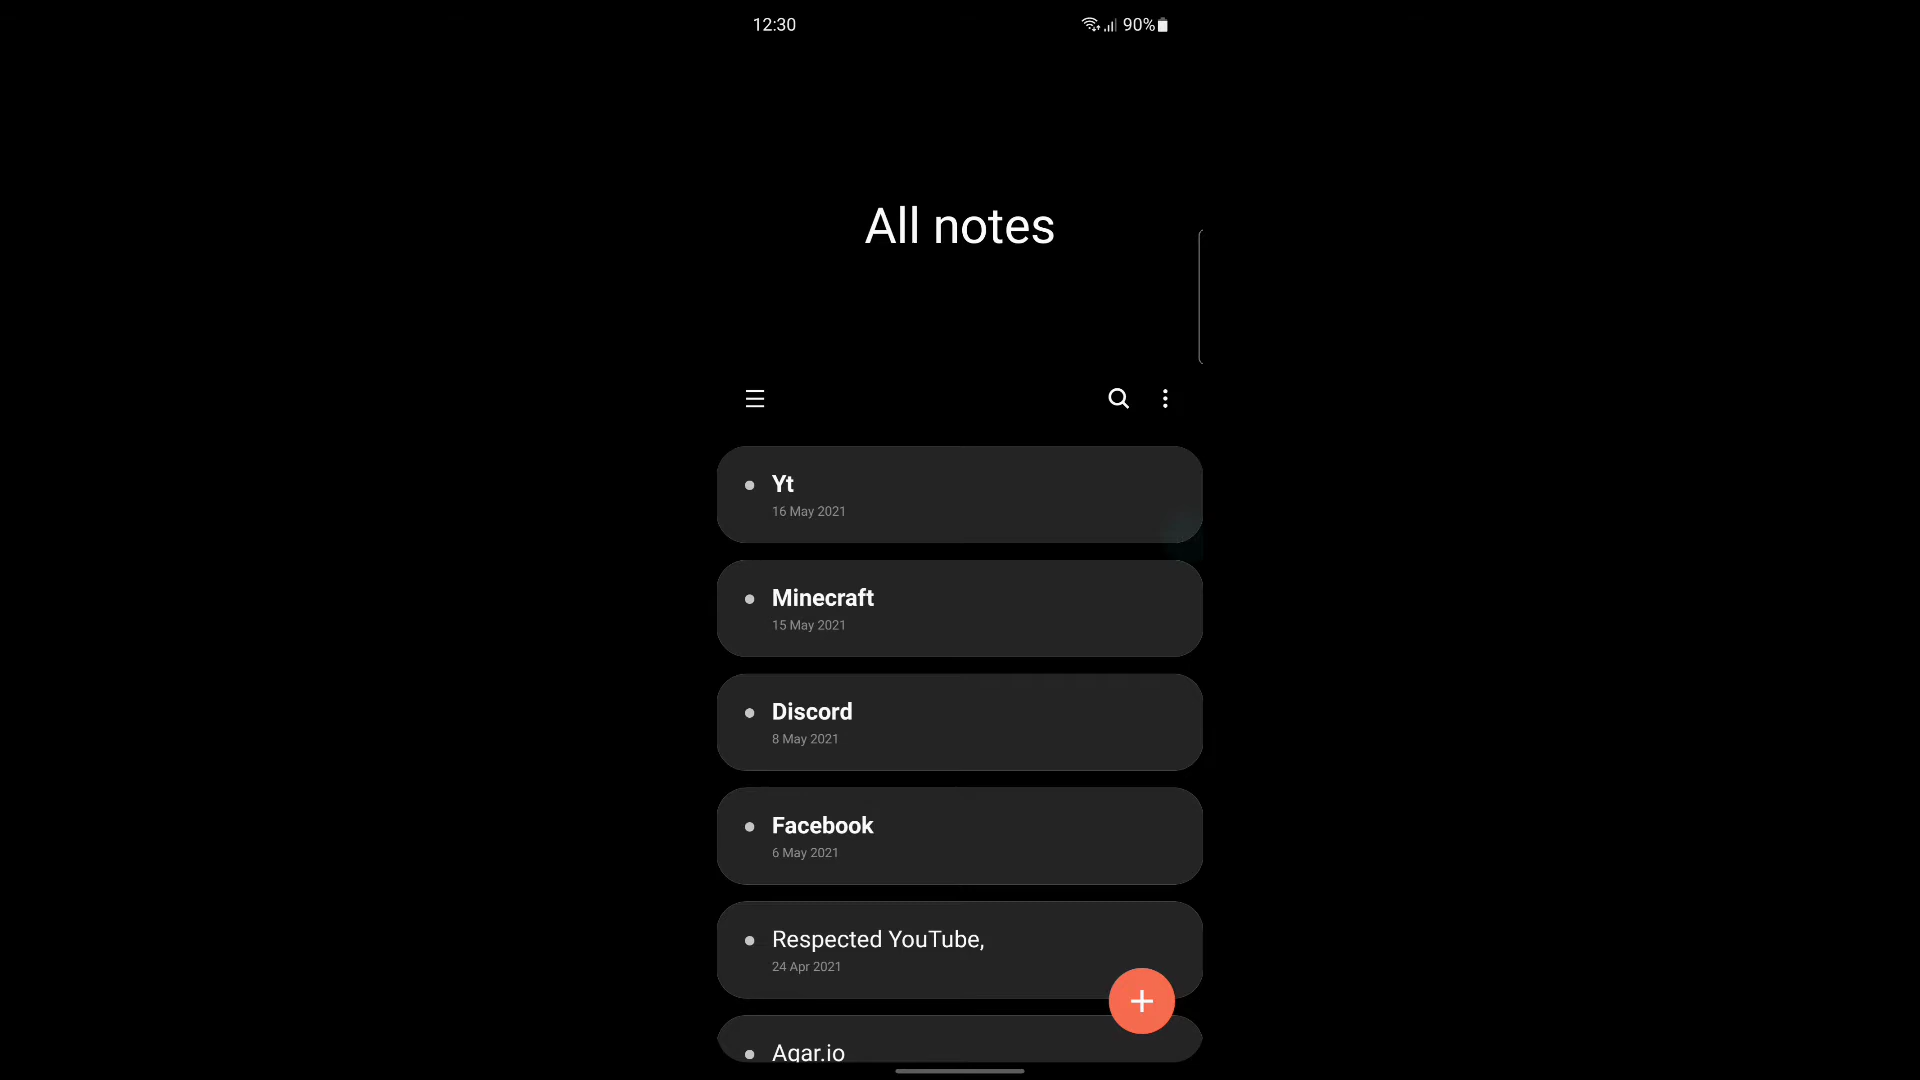 12:30
90%
All notes
Yt
16 May 2021
Minecraft
15 May 2021
Discord
8 May 2021
Facebook
6 May 2021
Respected YouTube,
24 Apr 2021
Agar.io